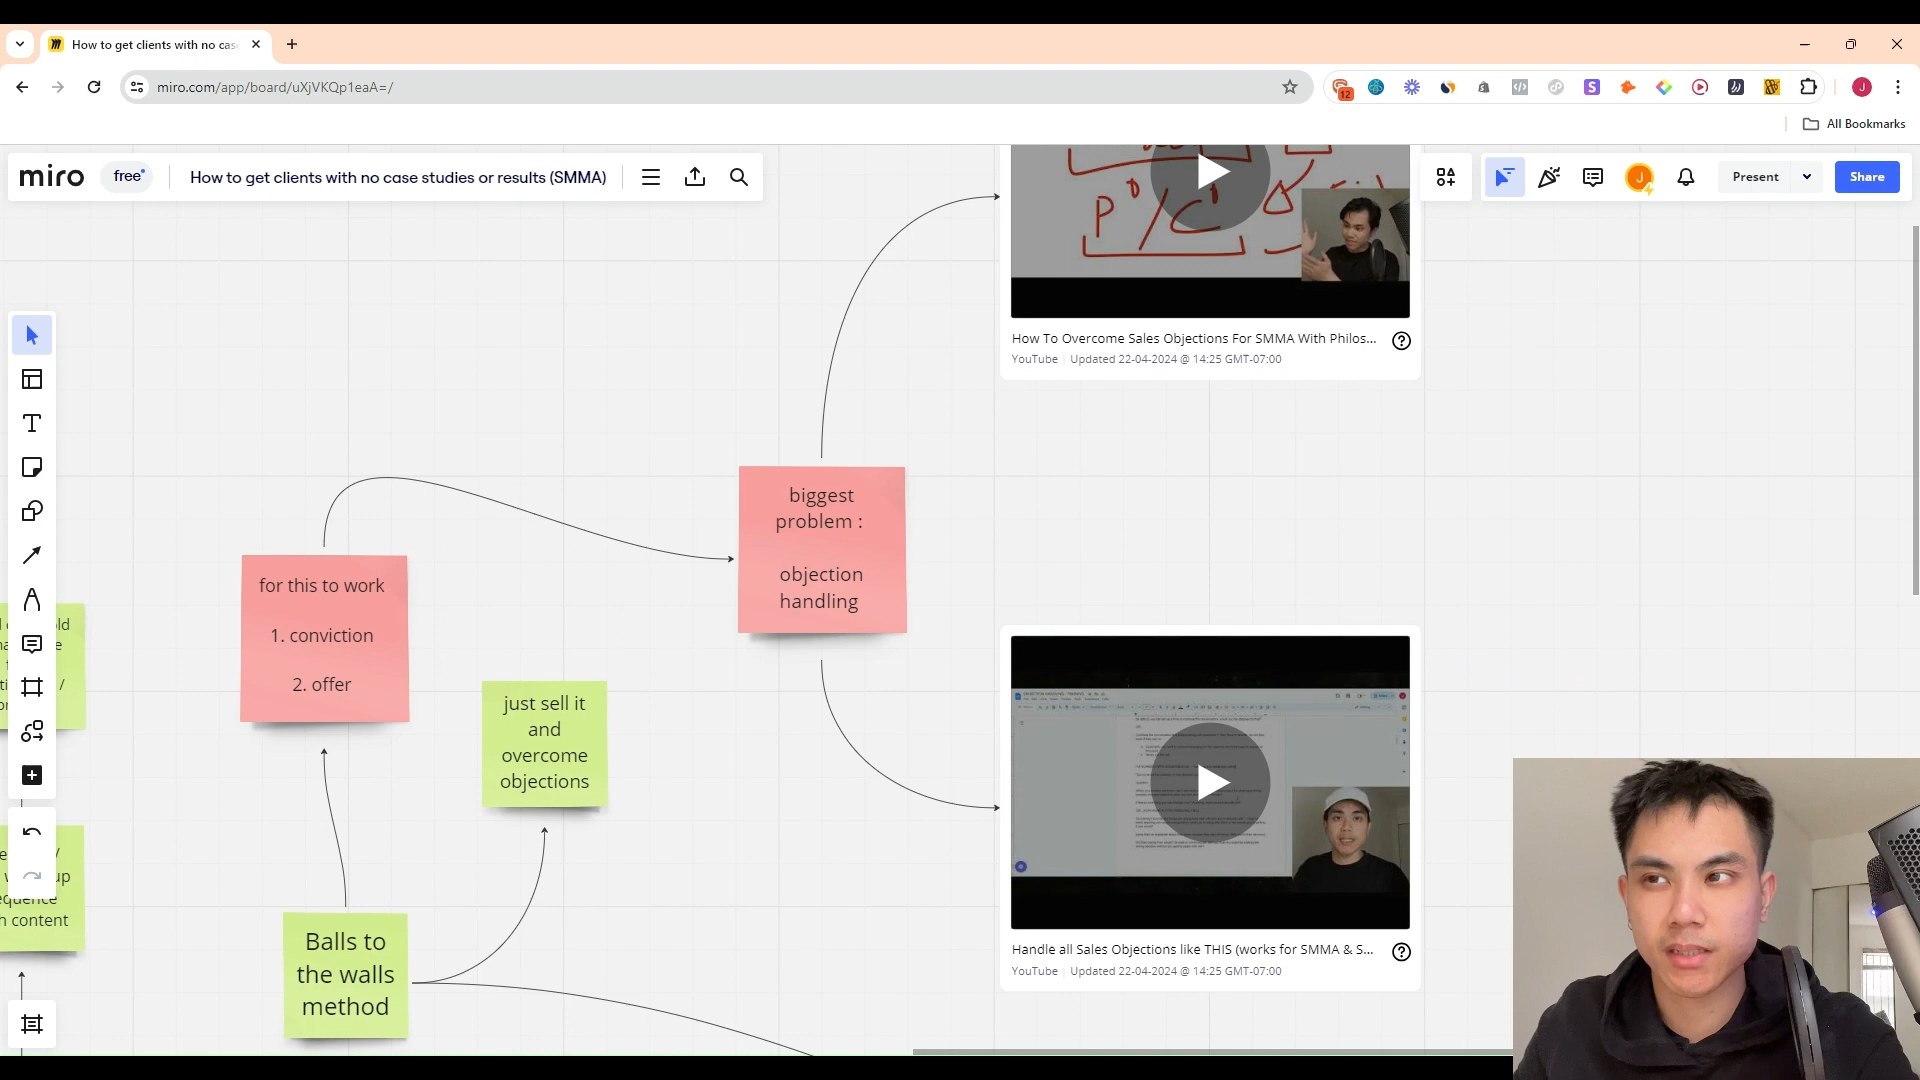 How to get clients with no cas
miro.com/app/board/uXjVKQp1eaA=/
12
J
All Bookmarks
miro
free
How to get clients with no case studies or results (SMMA)
J
Present
Share
How To Overcome Sales Objections For SMMA With Philos...
YouTube
Updated 22-04-2024 @ 14:25 GMT-07:00
biggest
problem :
objection
handling
for this to work
1. conviction
2. offer
just sell it
and
overcome
objections
Handle all Sales Objections like THIS (works for SMMA & S...
YouTube
Updated 22-04-2024 @ 14:25 GMT-07:00
content
Balls to
the walls
method